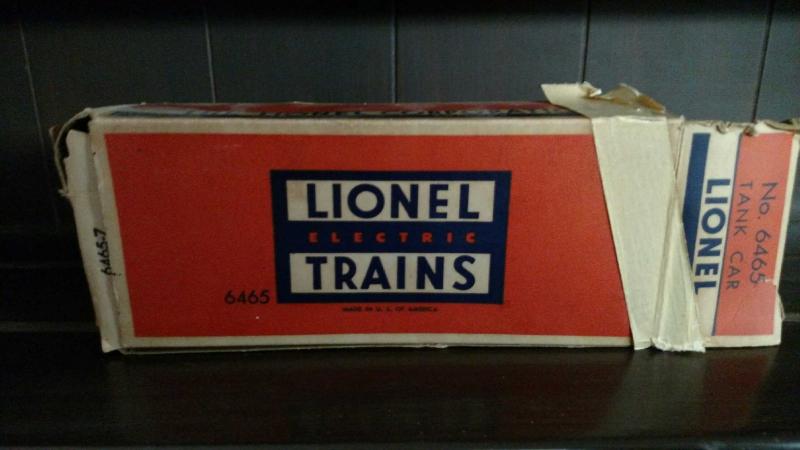 LIONEL
ELECTRIC
TRAINS
6465
MADE IN U. S. OF AMERICA
6465-7
No. 6465
TANK CAR
LIONEL